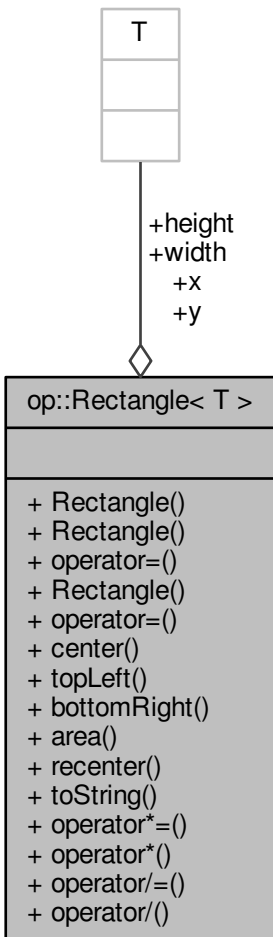 T
+height
+width
+x
+y
op::Rectangle< T >
+ Rectangle()
+ Rectangle()
+ operator=()
+ Rectangle()
+ operator=()
+ center()
+ topLeft()
+ bottomRight()
+ area()
+ recenter()
+ toString()
+ operator*=()
+ operator*()
+ operator/=()
+ operator/()